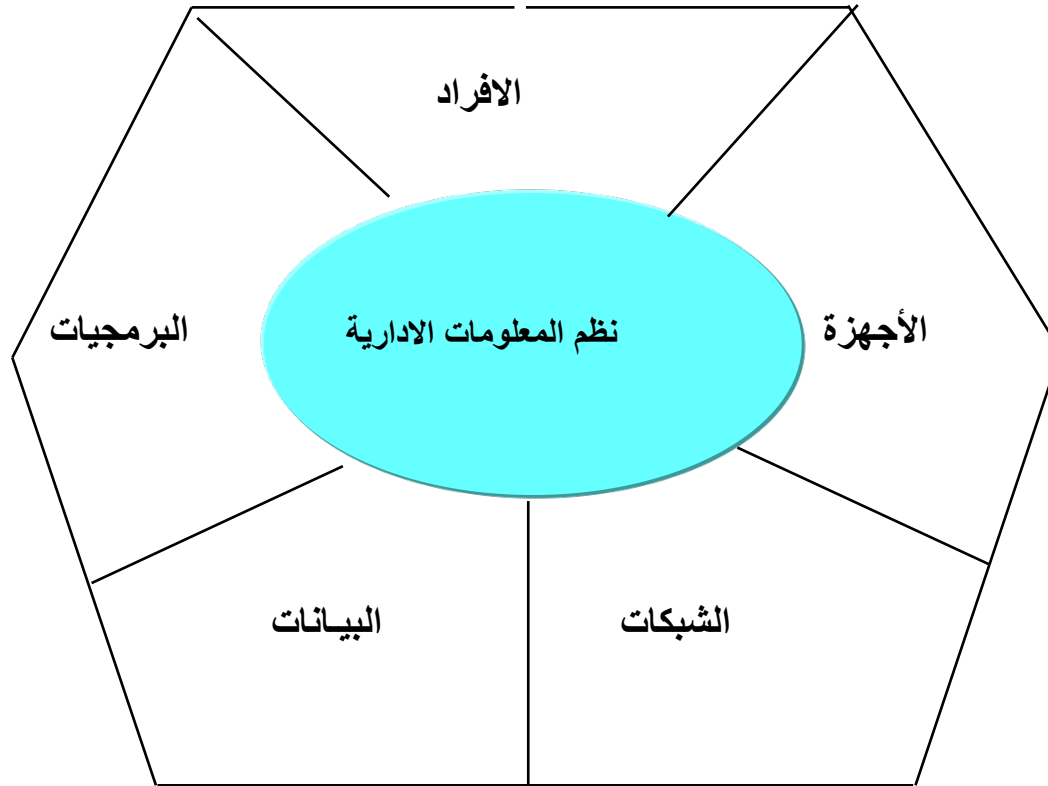 الافراد
الأجهزة
نظم المعلومات الادارية
البرمجيات
الشبكات
البيـانات